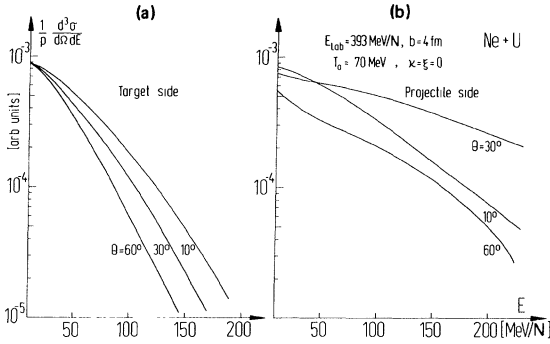 (a)
1/p d³σ/dΩdE
[arb units]
10⁻³
10⁻⁴
10⁻⁵
Target side
θ=60° 30° 10°
50 100 150 200
(b)
E_lab = 393 MeV/N, b = 4 fm
T₀ = 70 MeV , ϰ=ξ=0
Ne + U
Projectile side
10⁻³
10⁻⁴
θ=30°
10°
60°
E
50 100 150 200 [MeV/N]